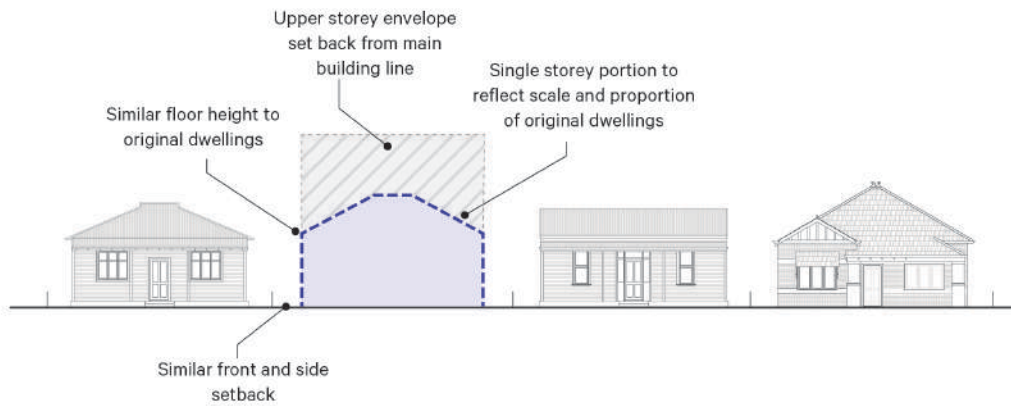 Upper storey envelope
set back from main
building line
Single storey portion to
reflect scale and proportion
of original dwellings
Similar floor height to
original dwellings
Similar front and side
setback